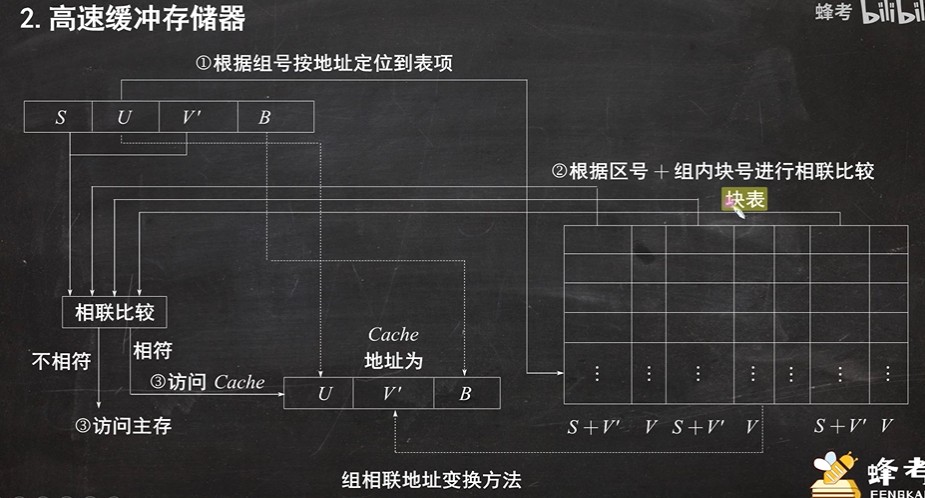 2. 高速缓冲存储器
蜂考 bilibili
①根据组号按地址定位到表项
S U V' B
②根据区号 + 组内块号进行相联比较
块表
相联比较
不相符
相符
③访问 Cache
③访问主存
Cache
地址为
U V' B
⋮ ⋮ ⋮ ⋮ ⋮ ⋮ ⋮
S+V' V S+V' V S+V' V
组相联地址变换方法
蜂考
FENGKA